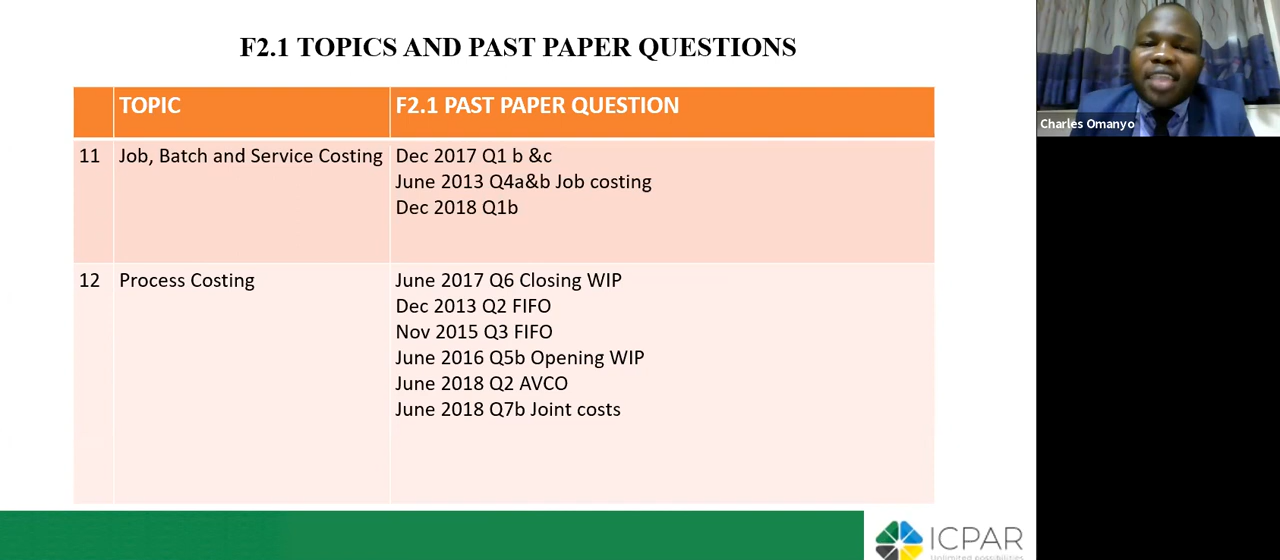 F2.1 TOPICS AND PAST PAPER QUESTIONS
TOPIC
F2.1 PAST PAPER QUESTION
11
Job, Batch and Service Costing
Dec 2017 Q1 b &c
June 2013 Q4a&b Job costing
Dec 2018 Q1b
12
Process Costing
June 2017 Q6 Closing WIP
Dec 2013 Q2 FIFO
Nov 2015 Q3 FIFO
June 2016 Q5b Opening WIP
June 2018 Q2 AVCO
June 2018 Q7b Joint costs
Charles Omanyo
ICPAR
Unlimited possibilities